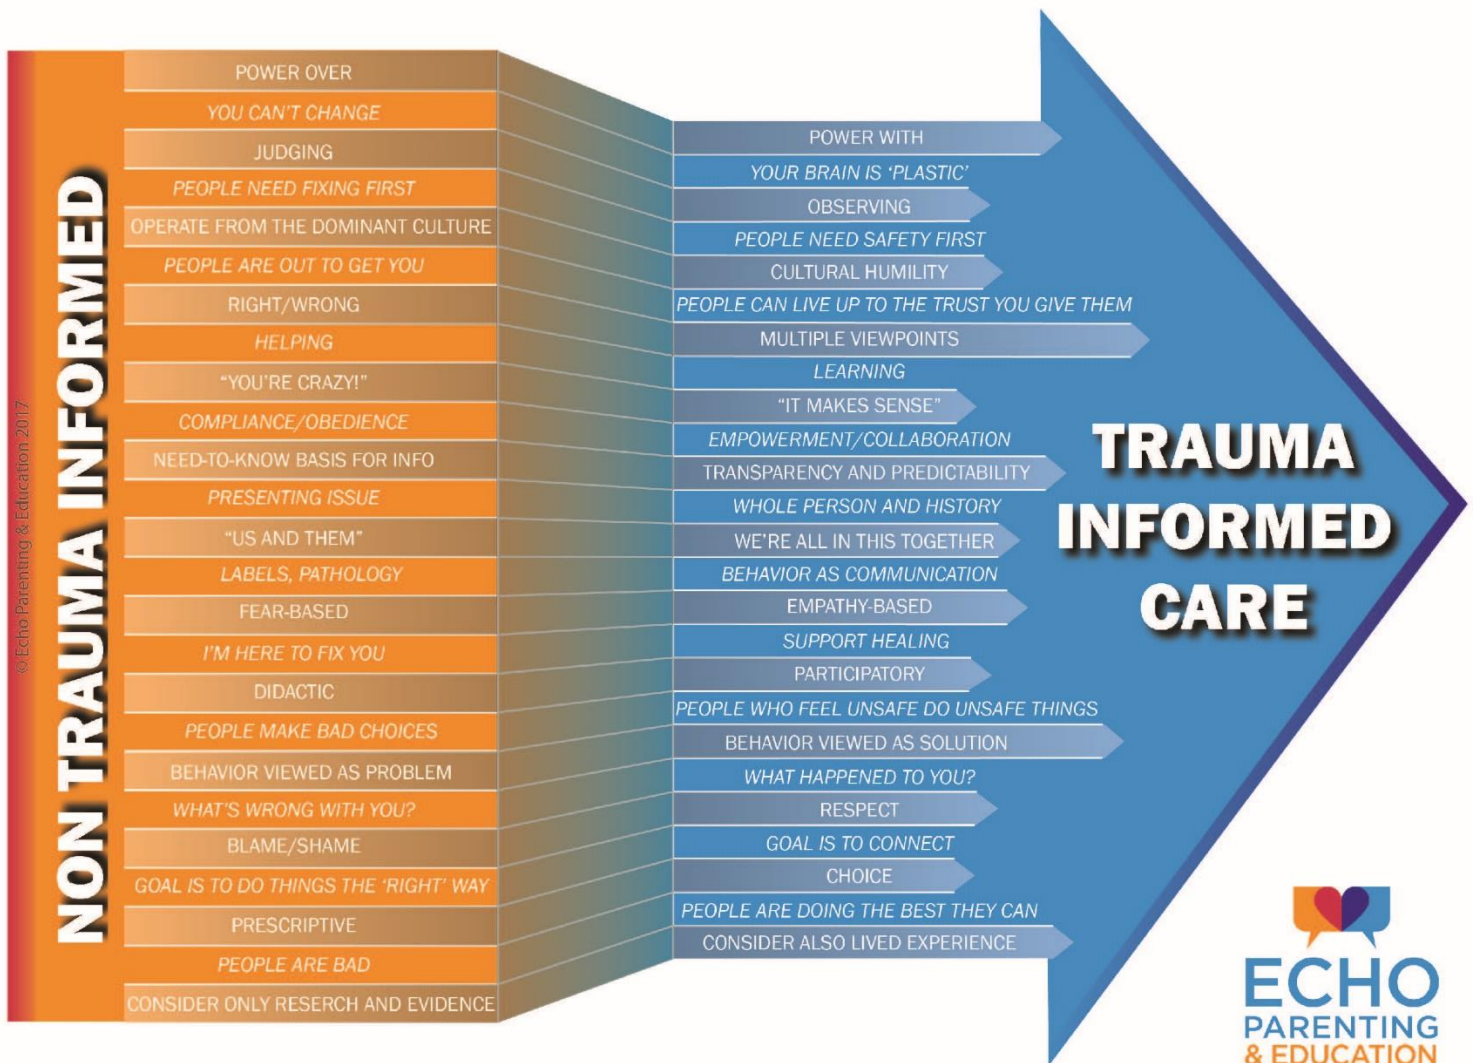 © Echo Parenting & Education 2017
NON TRAUMA INFORMED
POWER OVER
YOU CAN'T CHANGE
JUDGING
PEOPLE NEED FIXING FIRST
OPERATE FROM THE DOMINANT CULTURE
PEOPLE ARE OUT TO GET YOU
RIGHT/WRONG
HELPING
“YOU'RE CRAZY!”
COMPLIANCE/OBEDIENCE
NEED-TO-KNOW BASIS FOR INFO
PRESENTING ISSUE
“US AND THEM”
LABELS, PATHOLOGY
FEAR-BASED
I'M HERE TO FIX YOU
DIDACTIC
PEOPLE MAKE BAD CHOICES
BEHAVIOR VIEWED AS PROBLEM
WHAT'S WRONG WITH YOU?
BLAME/SHAME
GOAL IS TO DO THINGS THE ‘RIGHT’ WAY
PRESCRIPTIVE
PEOPLE ARE BAD
CONSIDER ONLY RESERCH AND EVIDENCE
POWER WITH
YOUR BRAIN IS ‘PLASTIC’
OBSERVING
PEOPLE NEED SAFETY FIRST
CULTURAL HUMILITY
PEOPLE CAN LIVE UP TO THE TRUST YOU GIVE THEM
MULTIPLE VIEWPOINTS
LEARNING
“IT MAKES SENSE”
EMPOWERMENT/COLLABORATION
TRANSPARENCY AND PREDICTABILITY
WHOLE PERSON AND HISTORY
WE'RE ALL IN THIS TOGETHER
BEHAVIOR AS COMMUNICATION
EMPATHY-BASED
SUPPORT HEALING
PARTICIPATORY
PEOPLE WHO FEEL UNSAFE DO UNSAFE THINGS
BEHAVIOR VIEWED AS SOLUTION
WHAT HAPPENED TO YOU?
RESPECT
GOAL IS TO CONNECT
CHOICE
PEOPLE ARE DOING THE BEST THEY CAN
CONSIDER ALSO LIVED EXPERIENCE
TRAUMA
INFORMED
CARE
ECHO
PARENTING
& EDUCATION